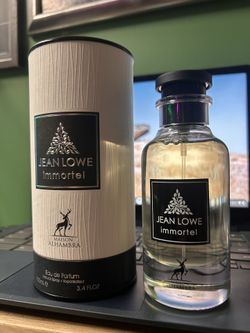 JEAN LOWE
immortel
MAISON
ALHAMBRA
Eau de Parfum
3.4 FL.OZ
JEAN LOWE
immortel